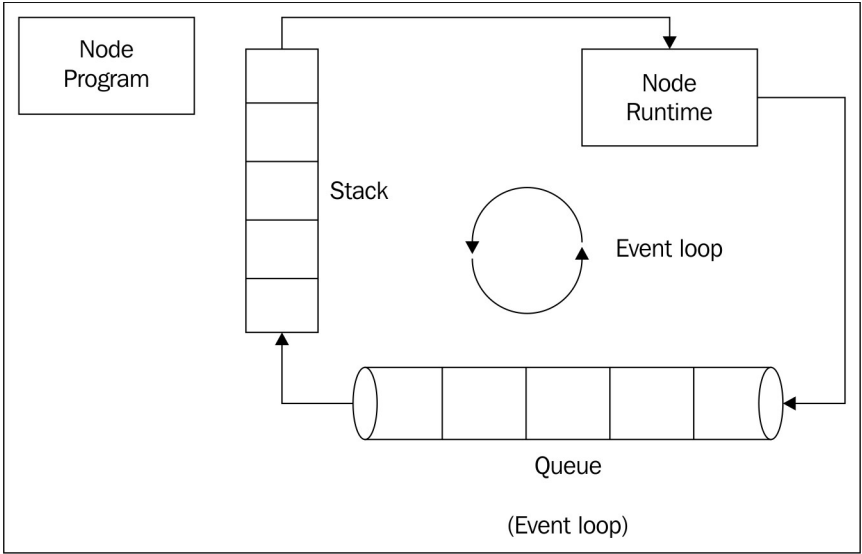 Node
Program
Node
Runtime
Stack
Event loop
Queue
(Event loop)